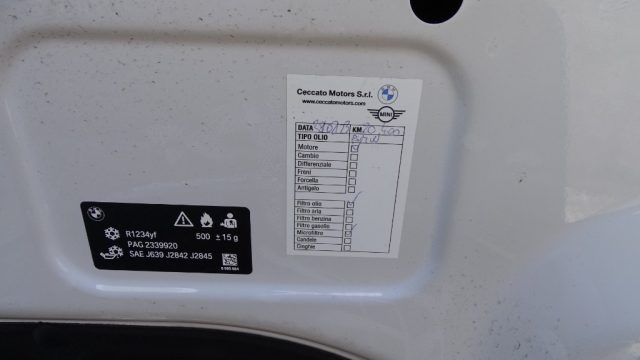 Ceccato Motors S.r.l.
www.ceccatomotors.com
MINI
DATA KM
TIPO OLIO
Motore
Cambio
Differenziale
Freni
Forcella
Antigelo
Filtro olio
Filtro aria
Filtro benzina
Filtro gasolio
Microfiltro
Candele
Cinghie
R1234yf 500 ± 15 g
PAG 2339920
SAE J639 J2842 J2845